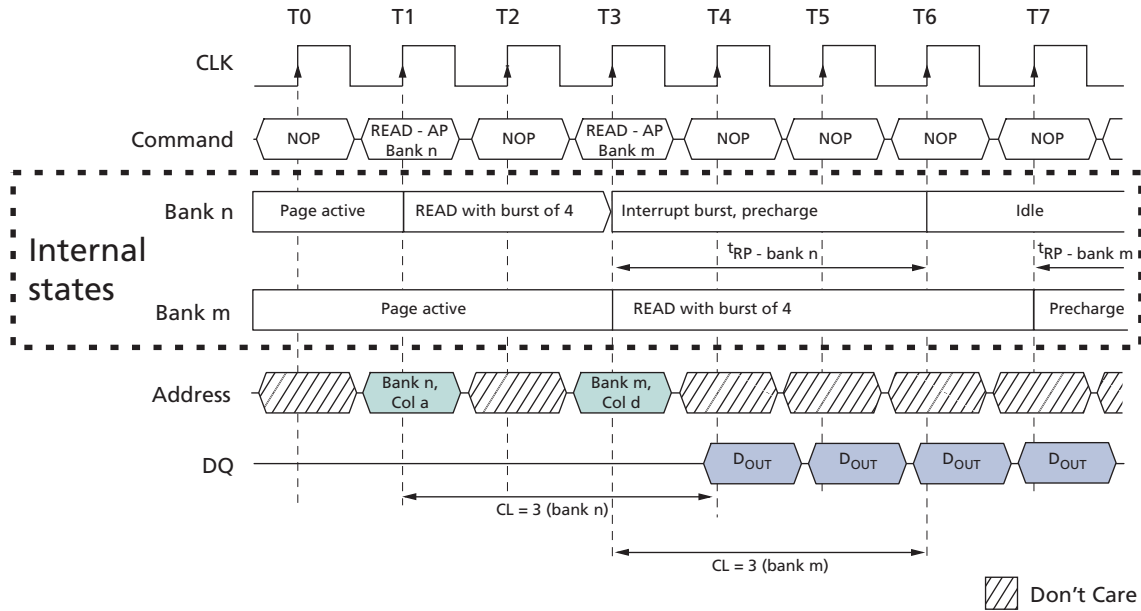 T0 T1 T2 T3 T4 T5 T6 T7
CLK
Command NOP READ - AP Bank n NOP READ - AP Bank m NOP NOP NOP NOP
Internal states
Bank n Page active READ with burst of 4 Interrupt burst, precharge Idle
tRP - bank n tRP - bank m
Bank m Page active READ with burst of 4 Precharge
Address Bank n, Col a Bank m, Col d
DQ DOUT DOUT DOUT DOUT
CL = 3 (bank n)
CL = 3 (bank m)
Don't Care